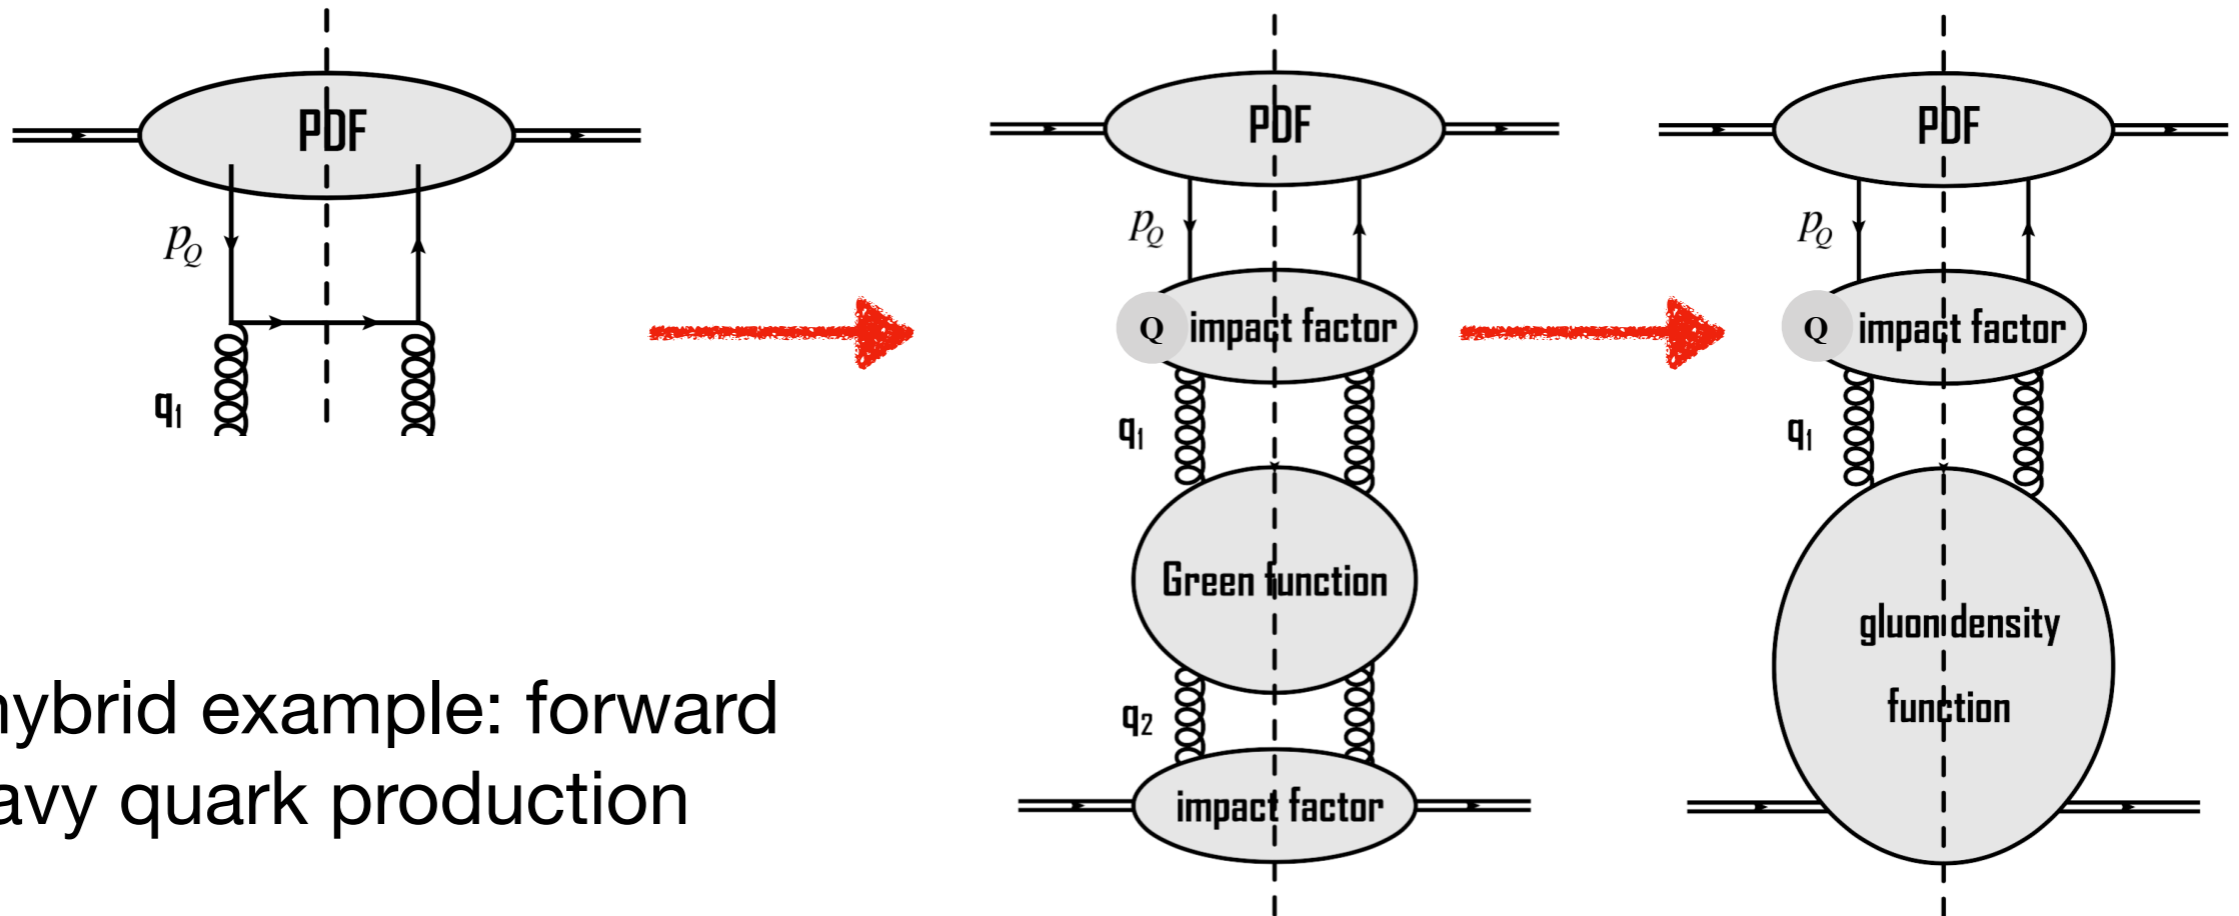 PDF
p_Q
q₁
hybrid example: forward
avy quark production
PDF
p_Q
Q impact factor
q₁
Green function
q₂
impact factor
PDF
p_Q
Q impact factor
q₁
gluon density
function